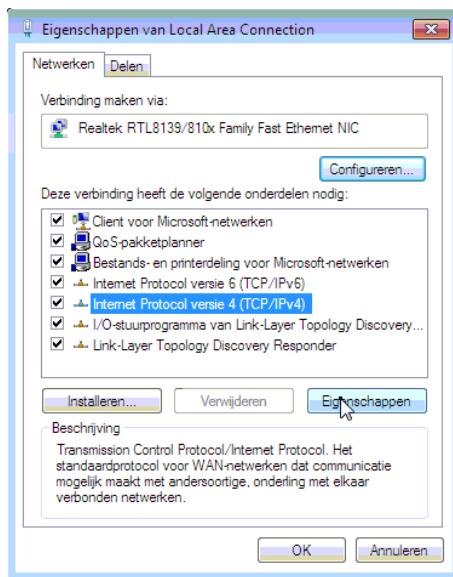 Eigenschappen van Local Area Connection
Netwerken Delen
Verbinding maken via:
Realtek RTL8139/810x Family Fast Ethernet NIC
Configureren...
Deze verbinding heeft de volgende onderdelen nodig:
Client voor Microsoft-netwerken
QoS-pakketplanner
Bestands- en printerdeling voor Microsoft-netwerken
Internet Protocol versie 6 (TCP/IPv6)
Internet Protocol versie 4 (TCP/IPv4)
I/O-stuurprogramma van Link-Layer Topology Discovery...
Link-Layer Topology Discovery Responder
Installeren... Verwijderen Eigenschappen
Beschrijving
Transmission Control Protocol/Internet Protocol. Het
standaardprotocol voor WAN-netwerken dat communicatie
mogelijk maakt met andersoortige, onderling met elkaar
verbonden netwerken.
OK Annuleren